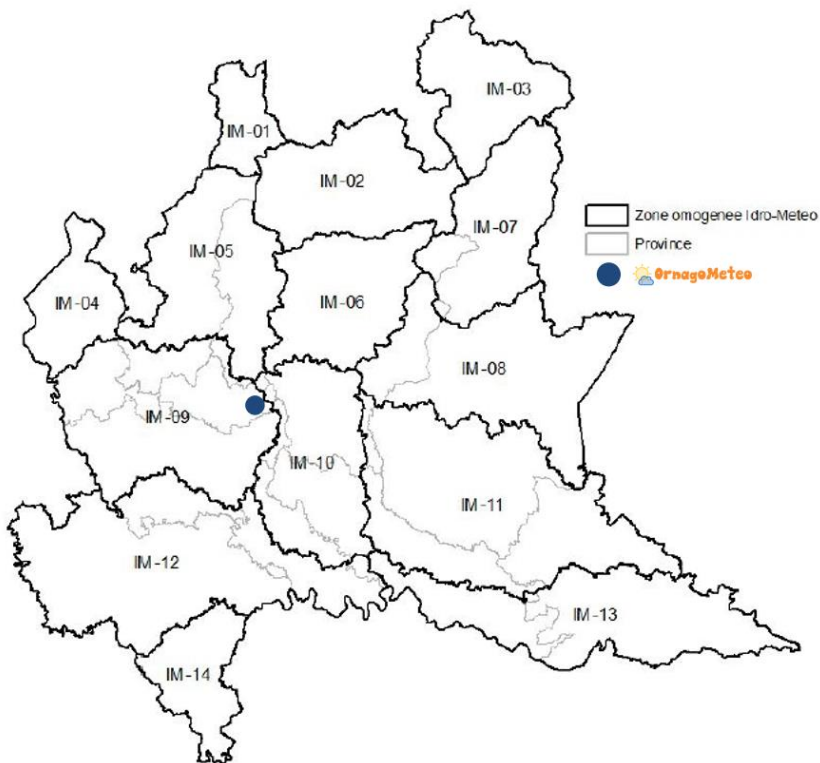 IM-03
IM-01
IM-02
IM-07
Zone omogenee Idro-Meteo
Province
OrnagoMeteo
IM-05
IM-04
IM-06
IM-08
IM-09
IM-10
IM-11
IM-12
IM-13
IM-14